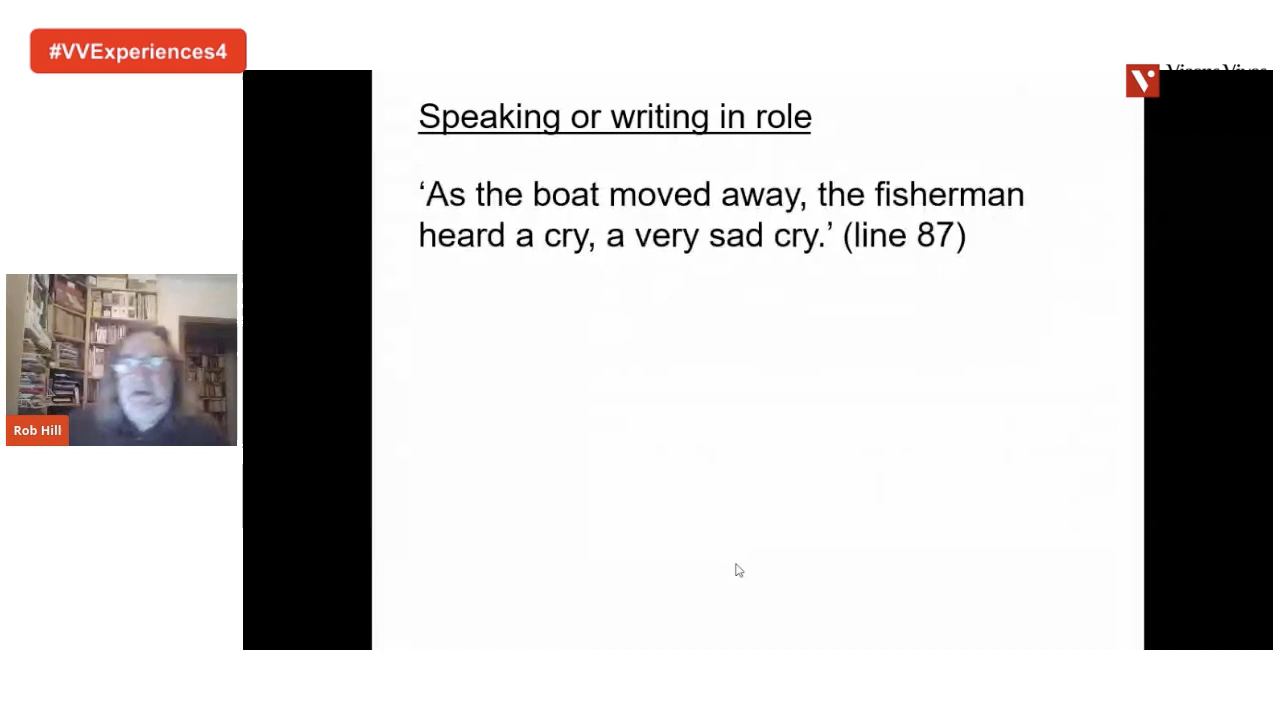 #VVExperiences4
Speaking or writing in role
‘As the boat moved away, the fisherman
heard a cry, a very sad cry.’ (line 87)
Rob Hill